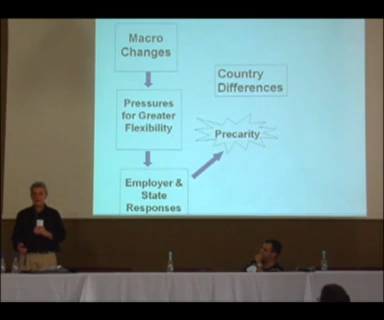 Macro
Changes
Country
Differences
Pressures
for Greater
Flexibility
Precarity
Employer &
State
Responses